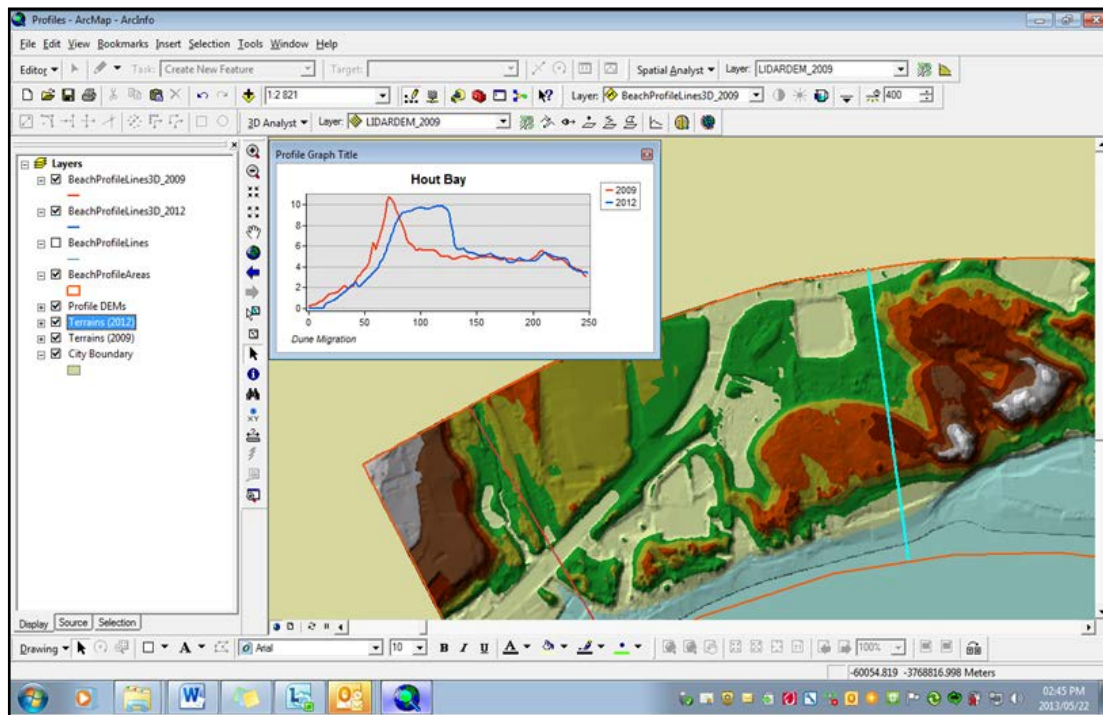 Profiles - ArcMap - ArcInfo
File Edit View Bookmarks Insert Selection Tools Window Help
Editor Task: Create New Feature Target: Spatial Analyst Layer: LIDARDEM_2009
1:2 821 Layer: BeachProfileLines3D_2009 400
3D Analyst Layer: LIDARDEM_2009
Layers
BeachProfileLines3D_2009
BeachProfileLines3D_2012
BeachProfileLines
BeachProfileAreas
Profile DEMs
Terrains (2012)
Terrains (2009)
City Boundary
Profile Graph Title
Hout Bay
2009
2012
10
8
6
4
2
0
0 50 100 150 200 250
Dune Migration
Display Source Selection
Drawing A Arial 10 B I U A 100%
-60054.819 -3768816.998 Meters
02:45 PM
2013/05/22